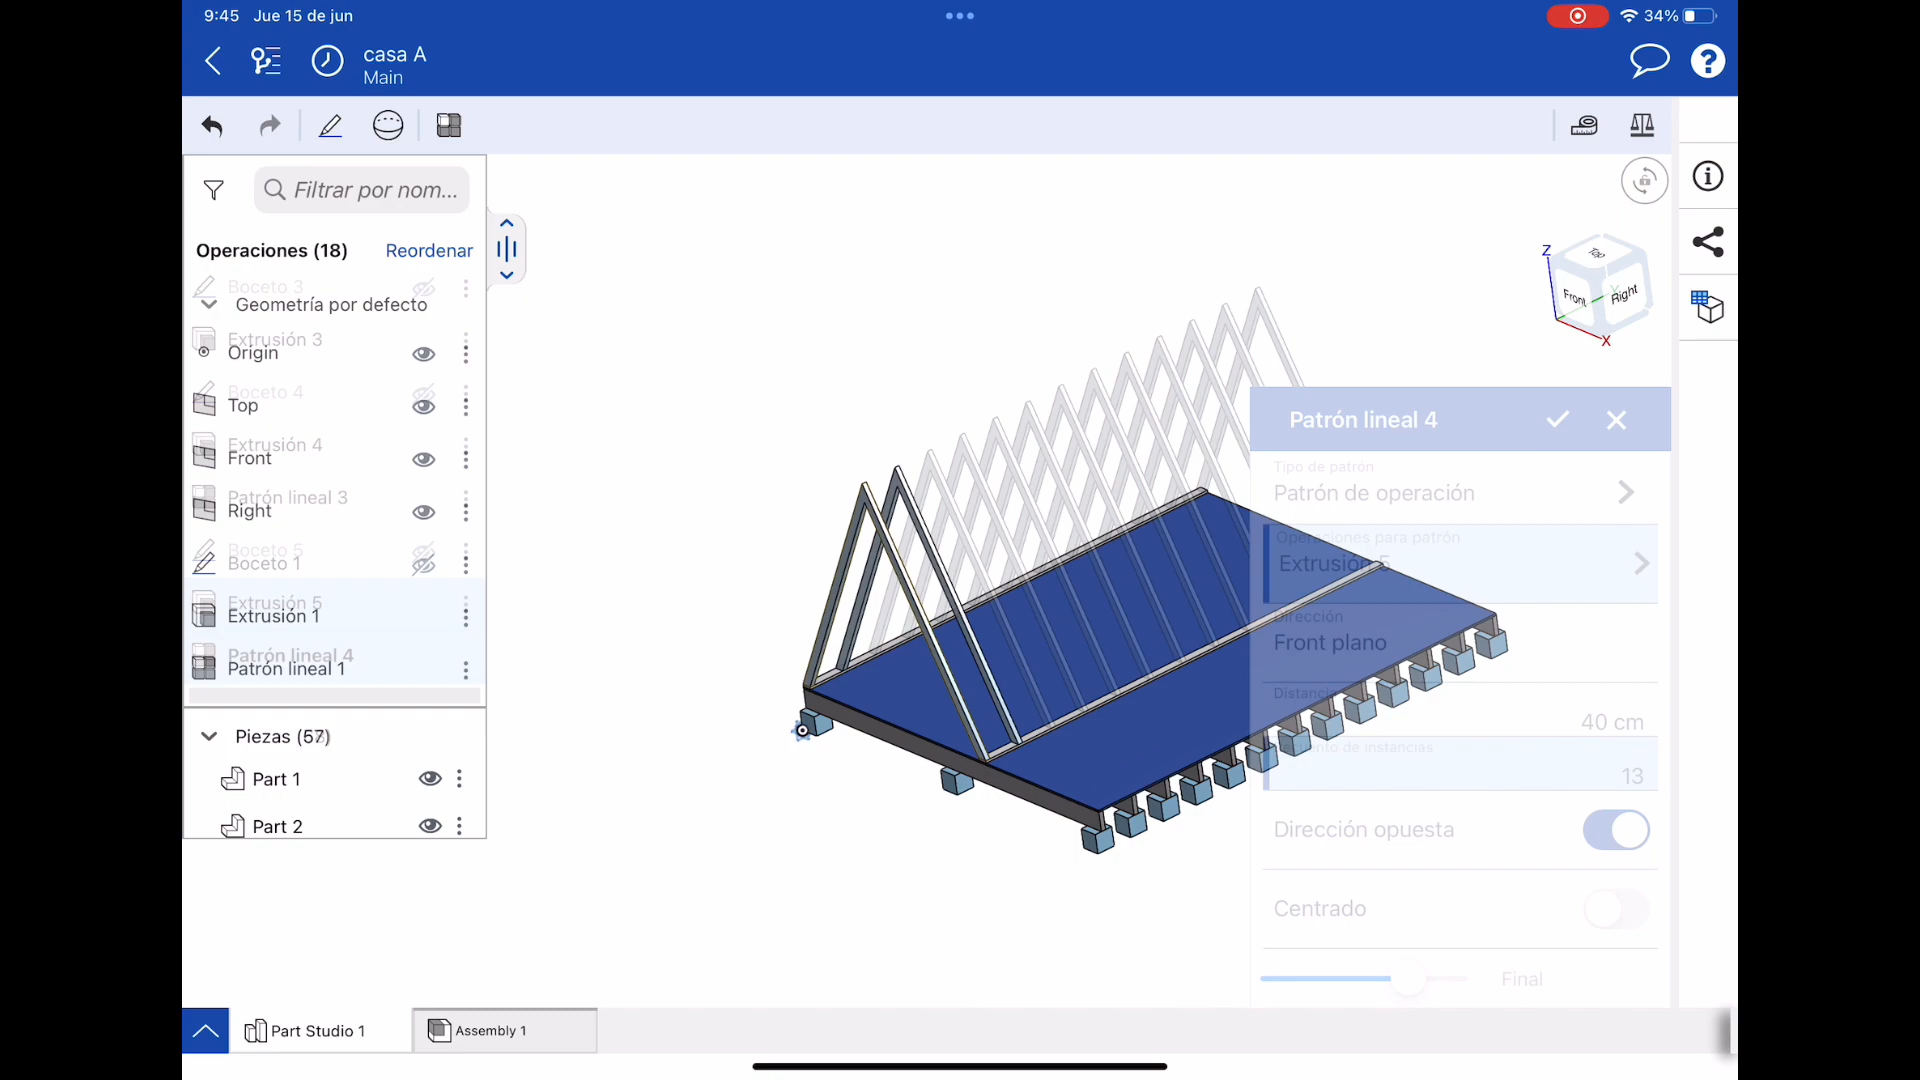 9:45 Jue 15 de jun
34%
casa A
Main
Filtrar por nom...
Operaciones (18) Reordenar
Boceto 3
Geometría por defecto
Extrusión 3
Origin
Boceto 4
Top
Extrusión 4
Front
Patrón lineal 3
Right
Boceto 5
Boceto 1
Extrusión 5
Extrusión 1
Patrón lineal 4
Patrón lineal 1
Piezas (57)
Part 1
Part 2
Z
Top
Front
Right
Y
X
Patrón lineal 4
Tipo de patrón
Patrón de operación
Operaciones para patrón
Extrusión 5
Dirección
Front plano
Distancia
40 cm
Recuento de instancias
13
Dirección opuesta
Centrado
Final
Part Studio 1
Assembly 1